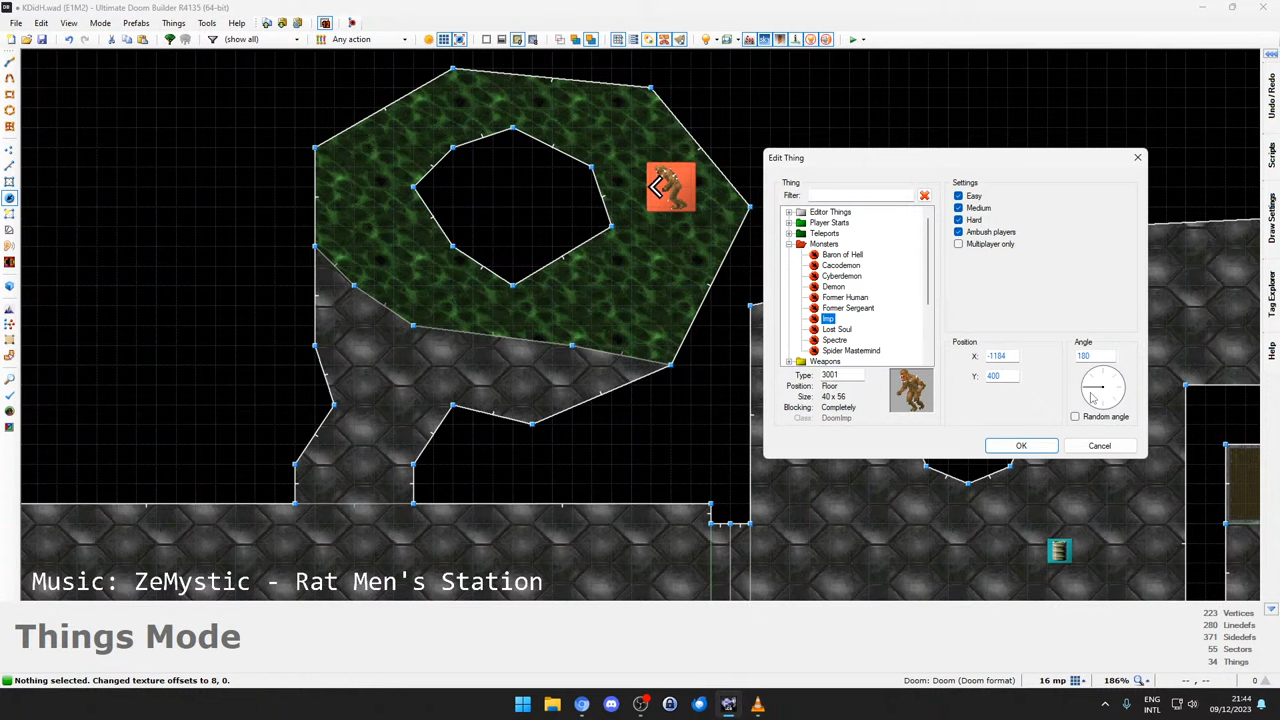 KDidH.wad (E1M2) - Ultimate Doom Builder R4135 (64-bit)
File Edit View Mode Prefabs Things Tools Help
(show all) Any action
Undo / Redo
Scripts
Draw Settings
Tag Explorer
Help
Edit Thing
Thing
Filter:
Editor Things
Player Starts
Teleports
Monsters
Baron of Hell
Cacodemon
Cyberdemon
Demon
Former Human
Former Sergeant
Imp
Lost Soul
Spectre
Spider Mastermind
Weapons
Type: 3001
Position: Floor
Size: 40 x 56
Blocking: Completely
Class: DoomImp
Settings
Easy
Medium
Hard
Ambush players
Multiplayer only
Position
X: -1184
Y: 400
Angle
180
Random angle
OK Cancel
Music: ZeMystic - Rat Men's Station
Things Mode
223 Vertices
280 Linedefs
371 Sidedefs
55 Sectors
34 Things
Nothing selected. Changed texture offsets to 8, 0.
Doom: Doom (Doom format) 16 mp 186% -- , -- 0
ENG
INTL
21:44
09/12/2023